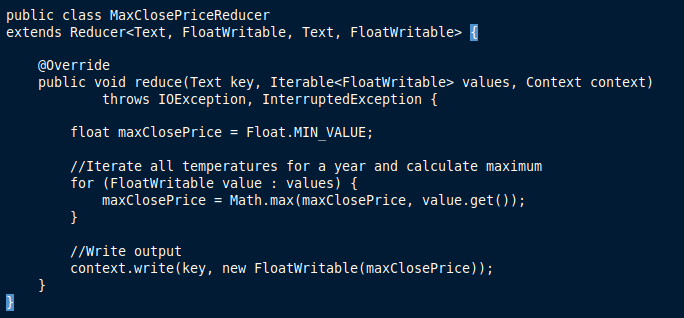 public class MaxClosePriceReducer
extends Reducer<Text, FloatWritable, Text, FloatWritable> {
@Override
public void reduce(Text key, Iterable<FloatWritable> values, Context context)
throws IOException, InterruptedException {
float maxClosePrice = Float.MIN_VALUE;
//Iterate all temperatures for a year and calculate maximum
for (FloatWritable value : values) {
maxClosePrice = Math.max(maxClosePrice, value.get());
}
//Write output
context.write(key, new FloatWritable(maxClosePrice));
}
}